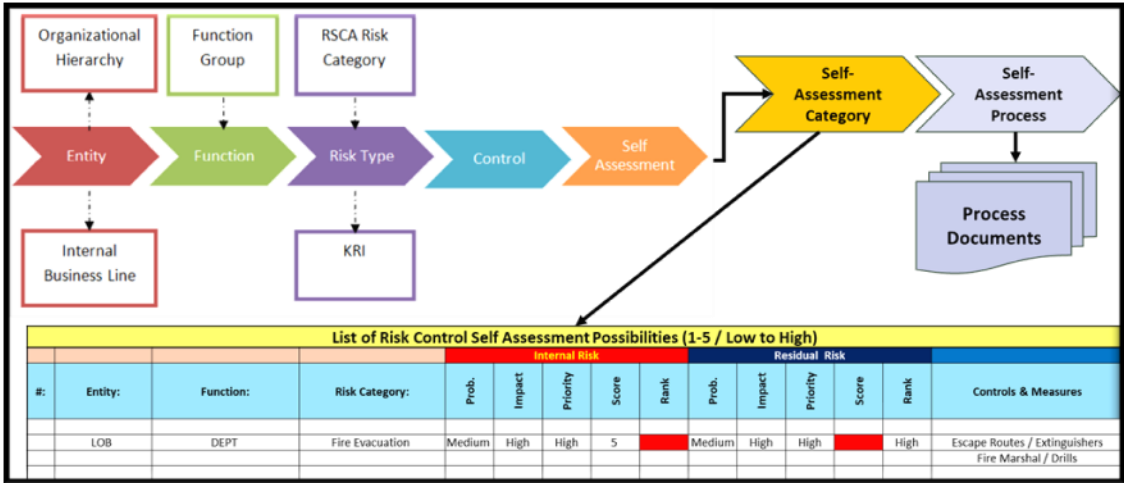 Organizational
Hierarchy
Function
Group
RSCA Risk
Category
Entity
Function
Risk Type
Control
Self
Assessment
Self-
Assessment
Category
Self-
Assessment
Process
Internal
Business Line
KRI
Process
Documents
List of Risk Control Self Assessment Possibilities (1-5 / Low to High)
Internal Risk Residual Risk
#: Entity: Function: Risk Category: Prob. Impact Priority Score Rank Prob. Impact Priority Score Rank Controls & Measures
LOB DEPT Fire Evacuation Medium High High 5 Medium High High High Escape Routes / Extinguishers
Fire Marshal / Drills